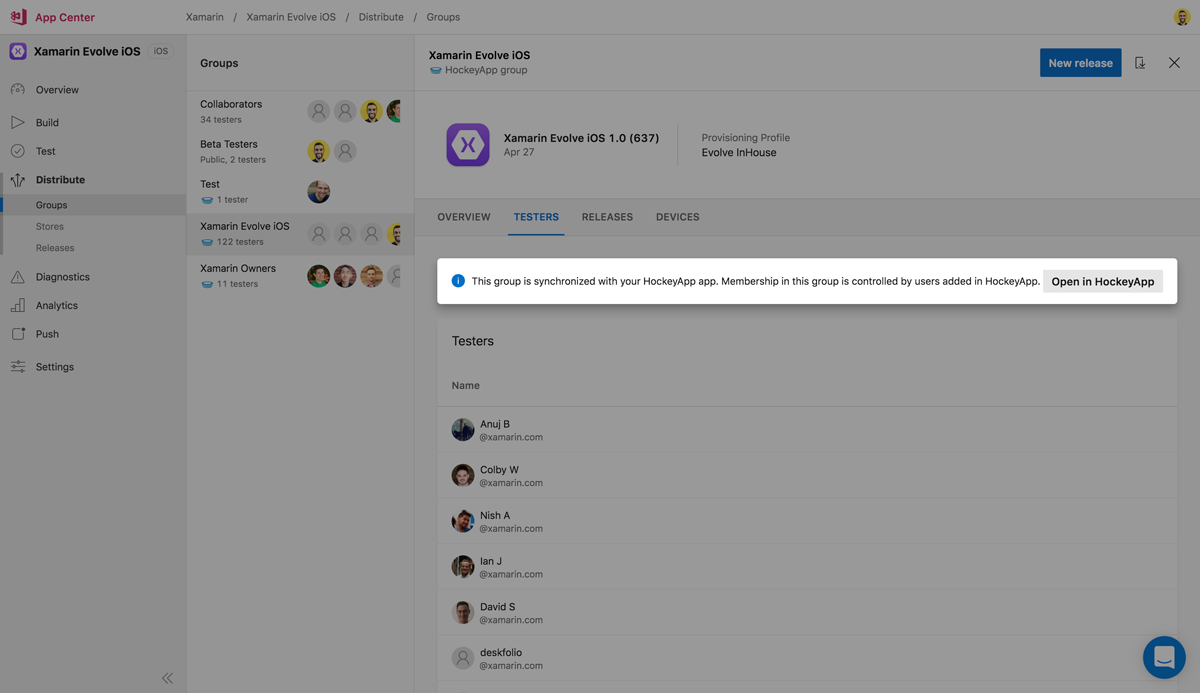 App Center
Xamarin / Xamarin Evolve iOS / Distribute / Groups
Xamarin Evolve iOS iOS
Overview
Build
Test
Distribute
Groups
Stores
Releases
Diagnostics
Analytics
Push
Settings
Groups
Collaborators
34 testers
Beta Testers
Public, 2 testers
Test
1 tester
Xamarin Evolve iOS
122 testers
Xamarin Owners
11 testers
Xamarin Evolve iOS
HockeyApp group
New release
Xamarin Evolve iOS 1.0 (637)
Apr 27
Provisioning Profile
Evolve InHouse
OVERVIEW TESTERS RELEASES DEVICES
This group is synchronized with your HockeyApp app. Membership in this group is controlled by users added in HockeyApp. Open in HockeyApp
Testers
Name
Anuj B
@xamarin.com
Colby W
@xamarin.com
Nish A
@xamarin.com
Ian J
@xamarin.com
David S
@xamarin.com
deskfolio
@xamarin.com